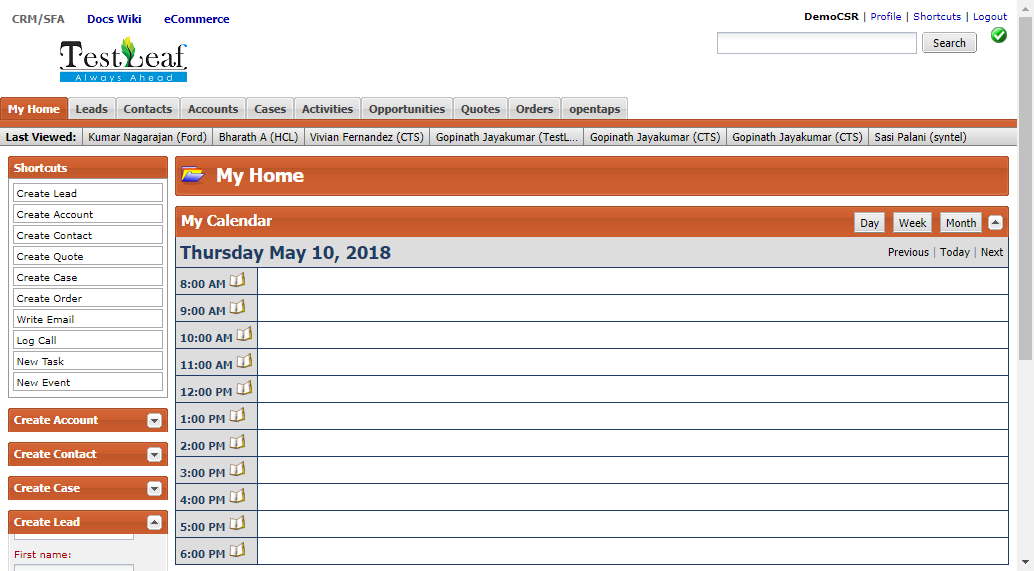 CRM/SFA Docs Wiki eCommerce
DemoCSR | Profile | Shortcuts | Logout
Search
TestLeaf
Always Ahead
My Home Leads Contacts Accounts Cases Activities Opportunities Quotes Orders opentaps
Last Viewed: Kumar Nagarajan (Ford) Bharath A (HCL) Vivian Fernandez (CTS) Gopinath Jayakumar (TestL... Gopinath Jayakumar (CTS) Gopinath Jayakumar (CTS) Sasi Palani (syntel)
Shortcuts
Create Lead
Create Account
Create Contact
Create Quote
Create Case
Create Order
Write Email
Log Call
New Task
New Event
Create Account
Create Contact
Create Case
Create Lead
First name:
My Home
My Calendar Day Week Month
Thursday May 10, 2018 Previous | Today | Next
8:00 AM
9:00 AM
10:00 AM
11:00 AM
12:00 PM
1:00 PM
2:00 PM
3:00 PM
4:00 PM
5:00 PM
6:00 PM